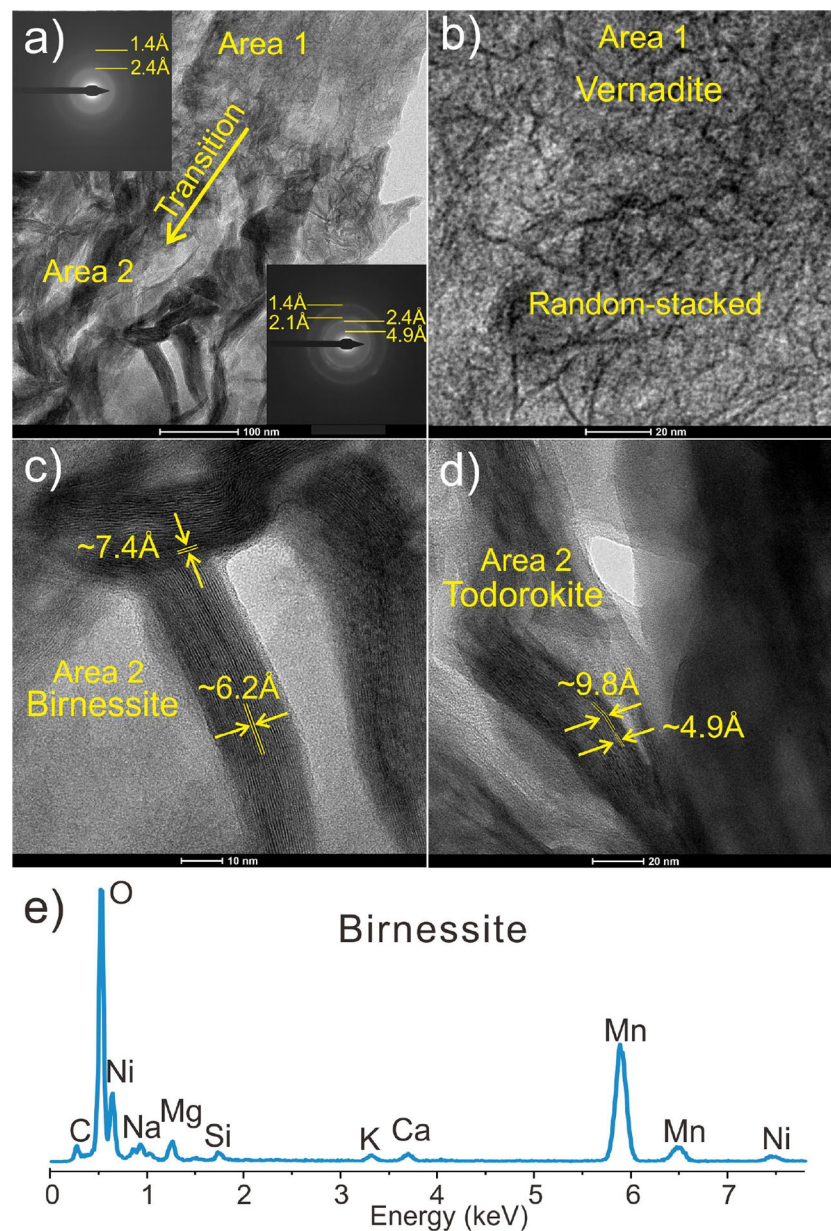 a)
1.4Å
2.4Å
Area 1
Transition
Area 2
1.4Å
2.1Å
2.4Å
4.9Å
100 nm
b)
Area 1
Vernadite
Random-stacked
20 nm
c)
~7.4Å
Area 2
Birnessite
~6.2Å
10 nm
d)
Area 2
Todorokite
~9.8Å
~4.9Å
20 nm
e)
Birnessite
O
Ni
C
Na
Mg
Si
K
Ca
Mn
Mn
Ni
0 1 2 3 4 5 6 7
Energy (keV)